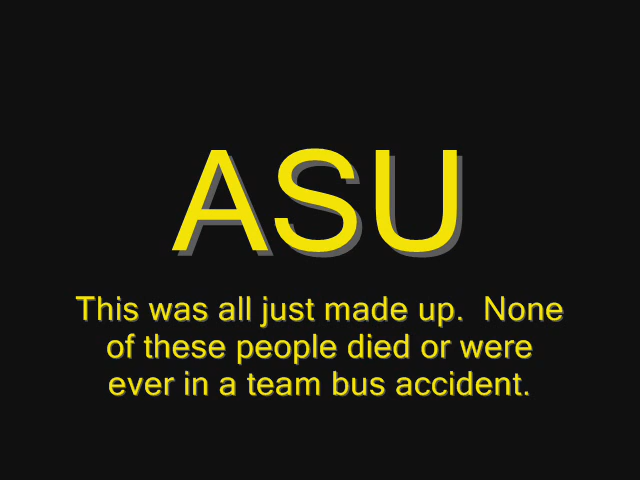 ASU
This was all just made up.  None
of these people died or were
ever in a team bus accident.